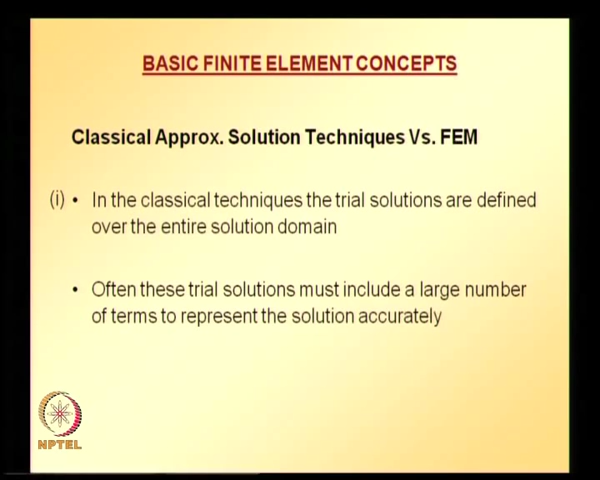 BASIC FINITE ELEMENT CONCEPTS
Classical Approx. Solution Techniques Vs. FEM
(i) • In the classical techniques the trial solutions are defined
over the entire solution domain
• Often these trial solutions must include a large number
of terms to represent the solution accurately
NPTEL